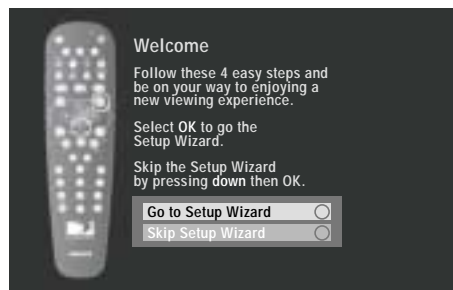 Welcome
Follow these 4 easy steps and
be on your way to enjoying a
new viewing experience.
Select OK to go the
Setup Wizard.
Skip the Setup Wizard
by pressing down then OK.
Go to Setup Wizard
Skip Setup Wizard